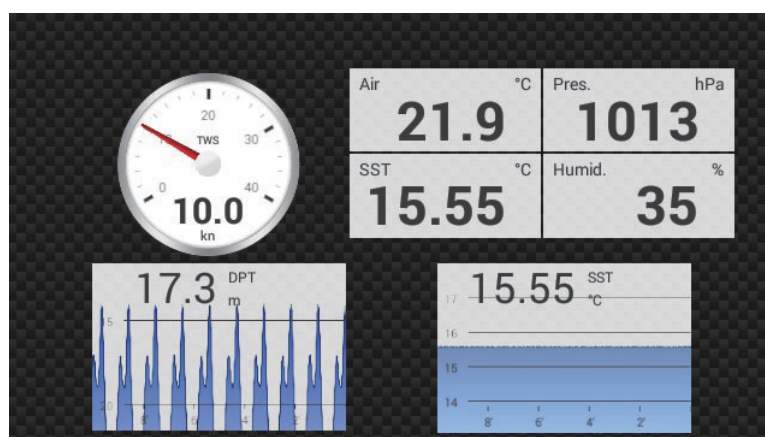 Air °C
21.9
Pres. hPa
1013
20
TWS
10
30
0
40
10.0
kn
SST °C
15.55
Humid. %
35
17.3 DPT
m
15
20
8' 6' 4' 2'
15.55 SST
°C
17
16
15
14
8' 6' 4' 2'